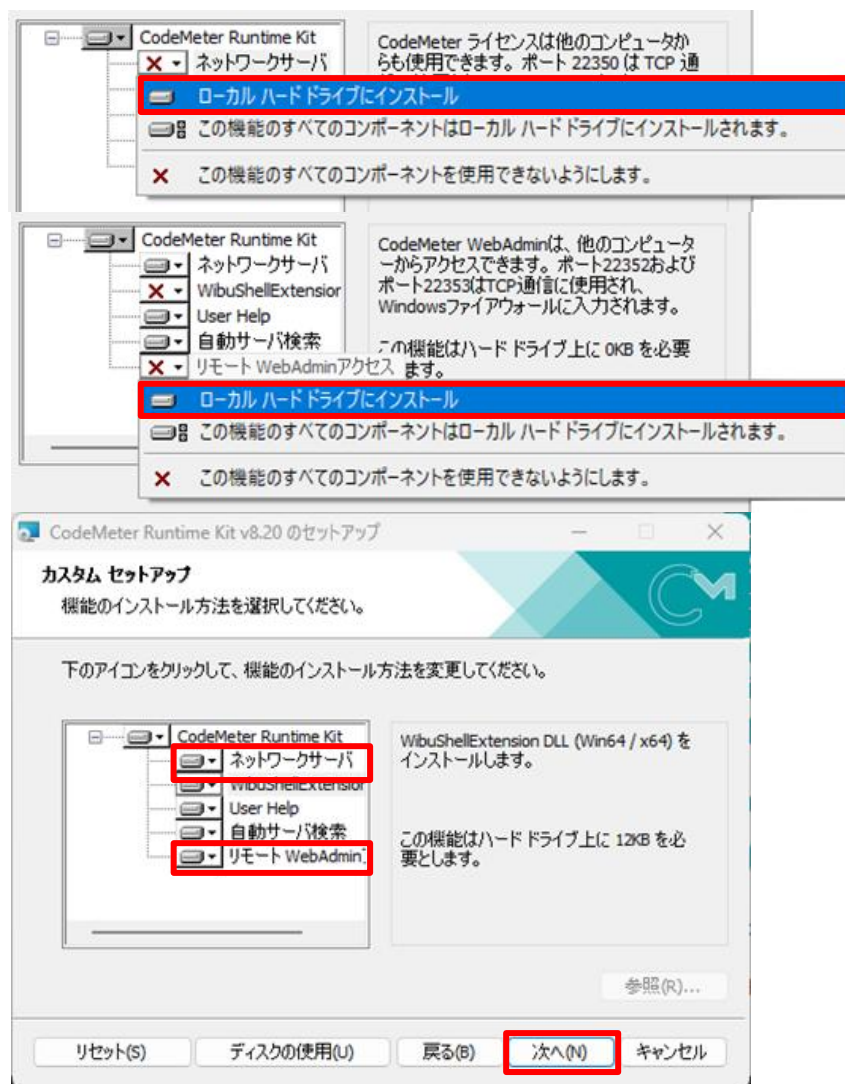 CodeMeter Runtime Kit
ネットワークサーバ
CodeMeter ライセンスは他のコンピュータか
らも使用できます。ポート 22350 は TCP 通
ローカル ハード ドライブにインストール
この機能のすべてのコンポーネントはローカル ハード ドライブにインストールされます。
この機能のすべてのコンポーネントを使用できないようにします。
CodeMeter Runtime Kit
ネットワークサーバ
WibuShellExtension
User Help
自動サーバ検索
リモート WebAdminアクセス
CodeMeter WebAdminは、他のコンピュータ
ーからアクセスできます。ポート22352および
ポート22353はTCP通信に使用され、
Windowsファイアウォールに入力されます。
この機能はハード ドライブ上に 0KB を必要
ます。
ローカル ハード ドライブにインストール
この機能のすべてのコンポーネントはローカル ハード ドライブにインストールされます。
この機能のすべてのコンポーネントを使用できないようにします。
CodeMeter Runtime Kit v8.20 のセットアップ
カスタム セットアップ
機能のインストール方法を選択してください。
下のアイコンをクリックして、機能のインストール方法を変更してください。
CodeMeter Runtime Kit
ネットワークサーバ
WibuShellExtension
User Help
自動サーバ検索
リモート WebAdmin
WibuShellExtension DLL (Win64 / x64) を
インストールします。
この機能はハード ドライブ上に 12KB を必
要とします。
参照(R)...
リセット(S)
ディスクの使用(U)
戻る(B)
次へ(N)
キャンセル